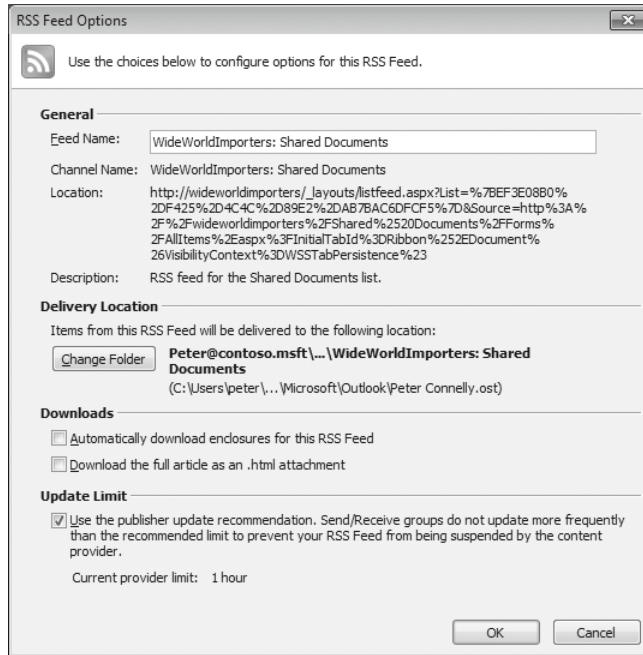 RSS Feed Options
Use the choices below to configure options for this RSS Feed.
General
Feed Name: WideWorldImporters: Shared Documents
Channel Name: WideWorldImporters: Shared Documents
Location: http://wideworldimporters/_layouts/listfeed.aspx?List=%7BEF3E08B0%
2DF425%2D4C4C%2D89E2%2DAB7BAC6DFCF5%7D&Source=http%3A%
2F%2Fwideworldimporters%2FShared%2520Documents%2FForms%
2FAllItems%2Easpx%3FInitialTabId%3DRibbon%252EDocument%
26VisibilityContext%3DWSSTabPersistence%23
Description: RSS feed for the Shared Documents list.
Delivery Location
Items from this RSS Feed will be delivered to the following location:
Change Folder Peter@contoso.msft\...\WideWorldImporters: Shared
Documents
(C:\Users\peter\...\Microsoft\Outlook\Peter Connelly.ost)
Downloads
Automatically download enclosures for this RSS Feed
Download the full article as an .html attachment
Update Limit
Use the publisher update recommendation. Send/Receive groups do not update more frequently
than the recommended limit to prevent your RSS Feed from being suspended by the content
provider.
Current provider limit: 1 hour
OK Cancel